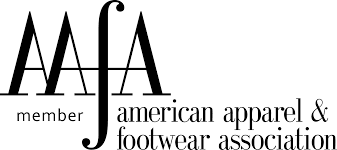 AAfA
member
american apparel &
footwear association